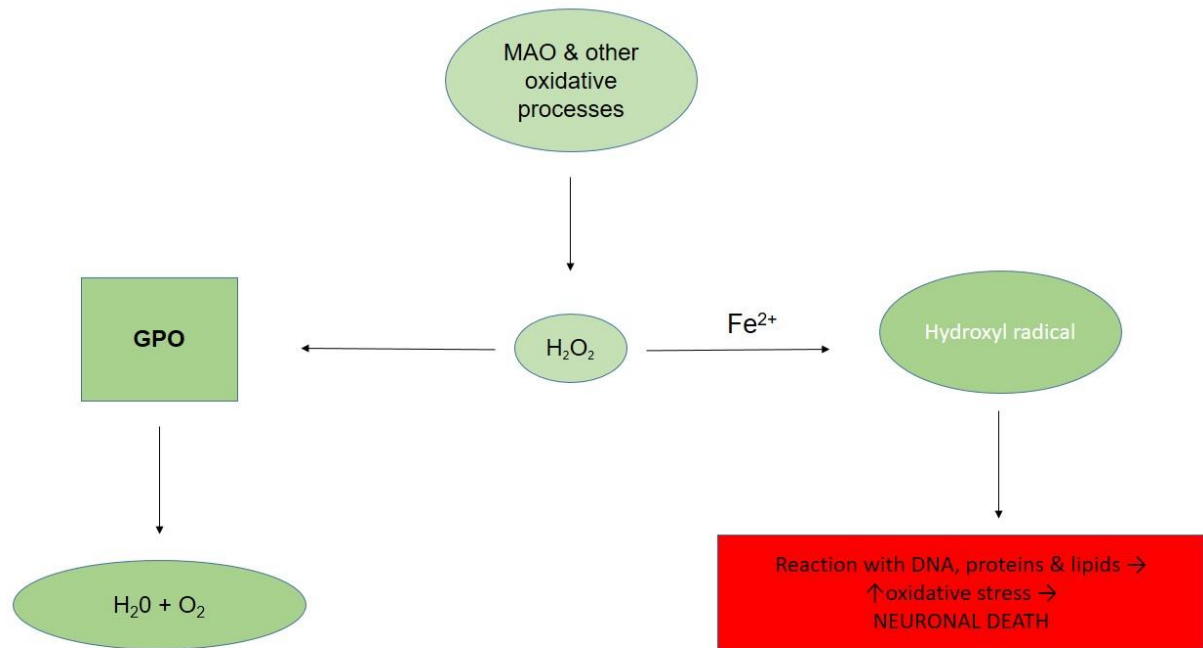 MAO & other
oxidative
processes
GPO
H₂O₂
Fe²⁺
Hydroxyl radical
H₂0 + O₂
Reaction with DNA, proteins & lipids →
↑oxidative stress →
NEURONAL DEATH